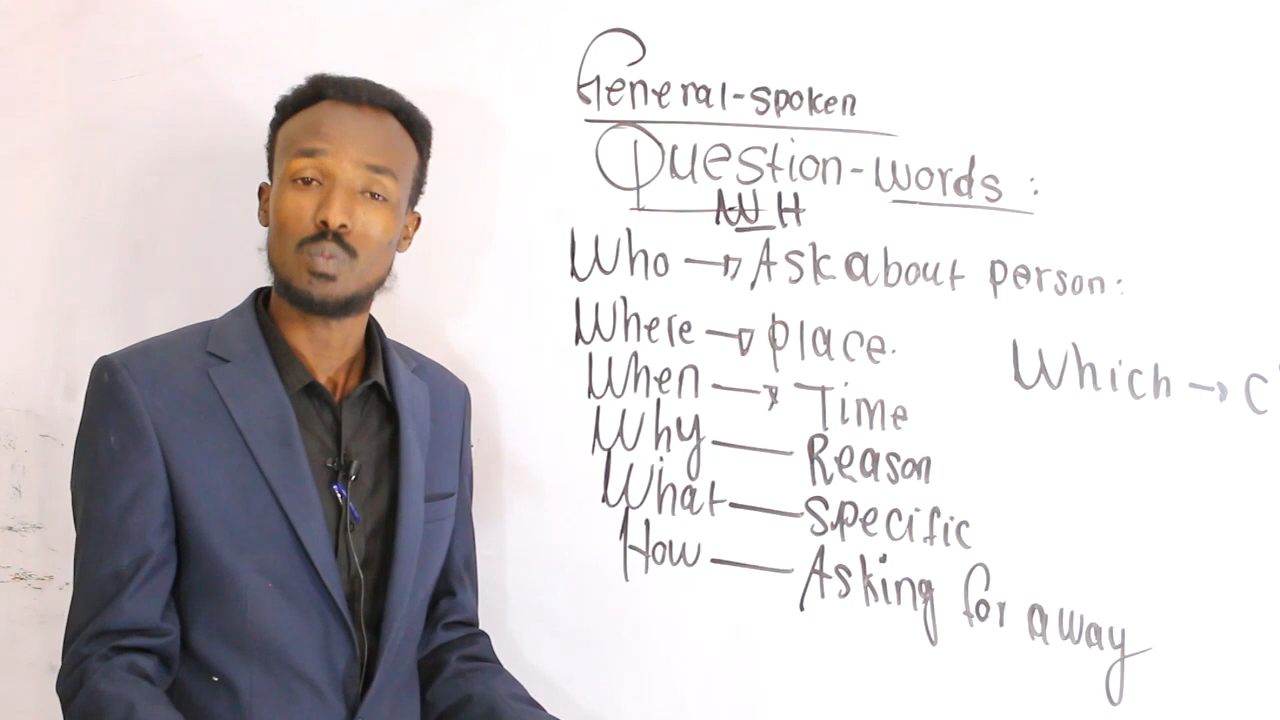 General-spoken
Question-words:
WH
Who → Ask about person:
Where → place.
When → Time
Which → C
Why — Reason
What — Specific
How — Asking for a way